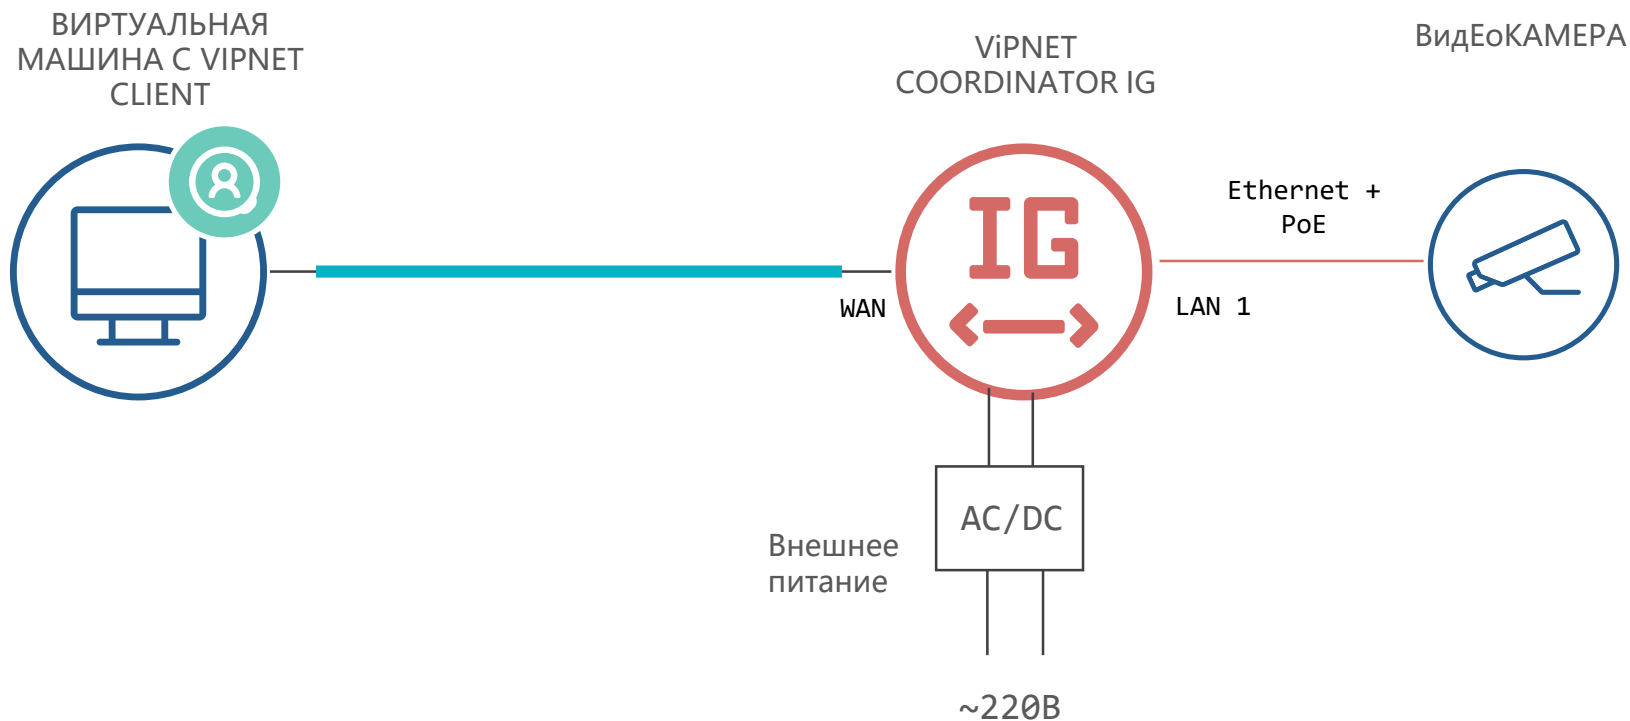 ВИРТУАЛЬНАЯ
МАШИНА С VIPNET
CLIENT
ViPNET
COORDINATOR IG
ВидЕоКАМЕРА
Ethernet +
PoE
IG
WAN
LAN 1
AC/DC
Внешнее
питание
~220В